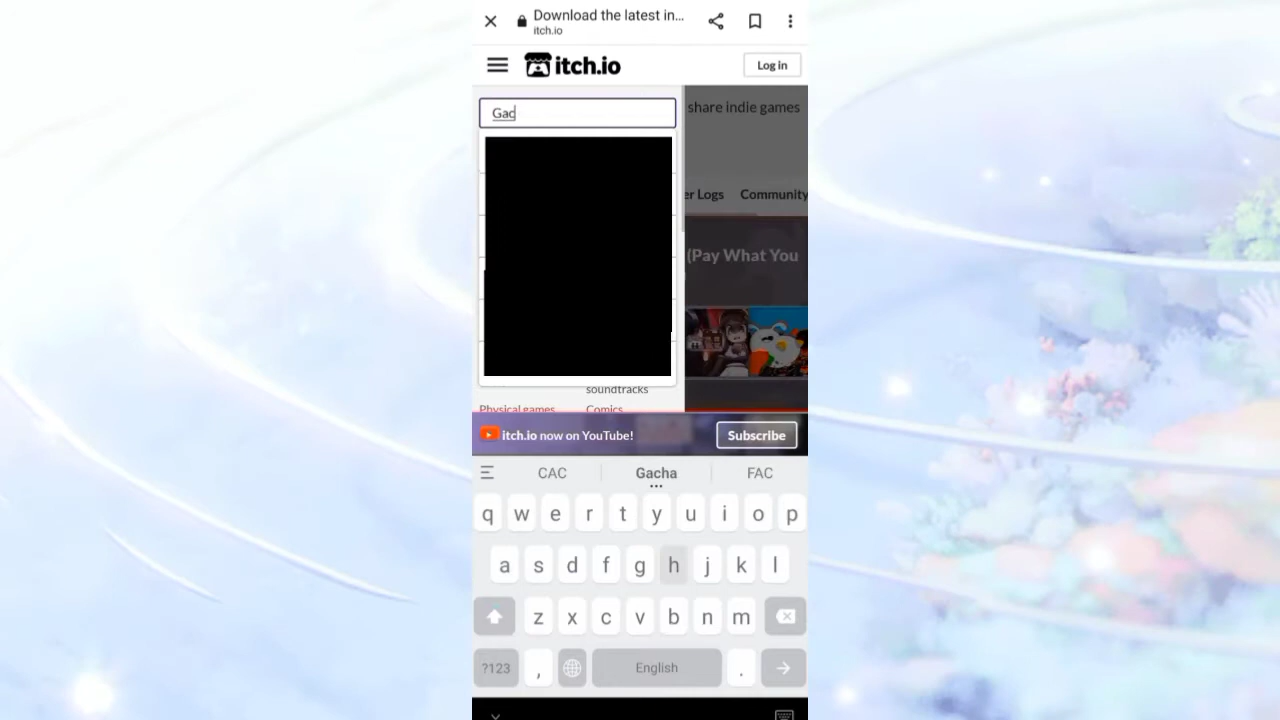 Download the latest in...
itch.io
itch.io
Log in
Gac
share indie games
er Logs Community
(Pay What You
soundtracks
Physical games Comics
itch.io now on YouTube!
Subscribe
CAC Gacha FAC
q w e r t y u i o p
a s d f g h j k l
z x c v b n m
?123 , English .